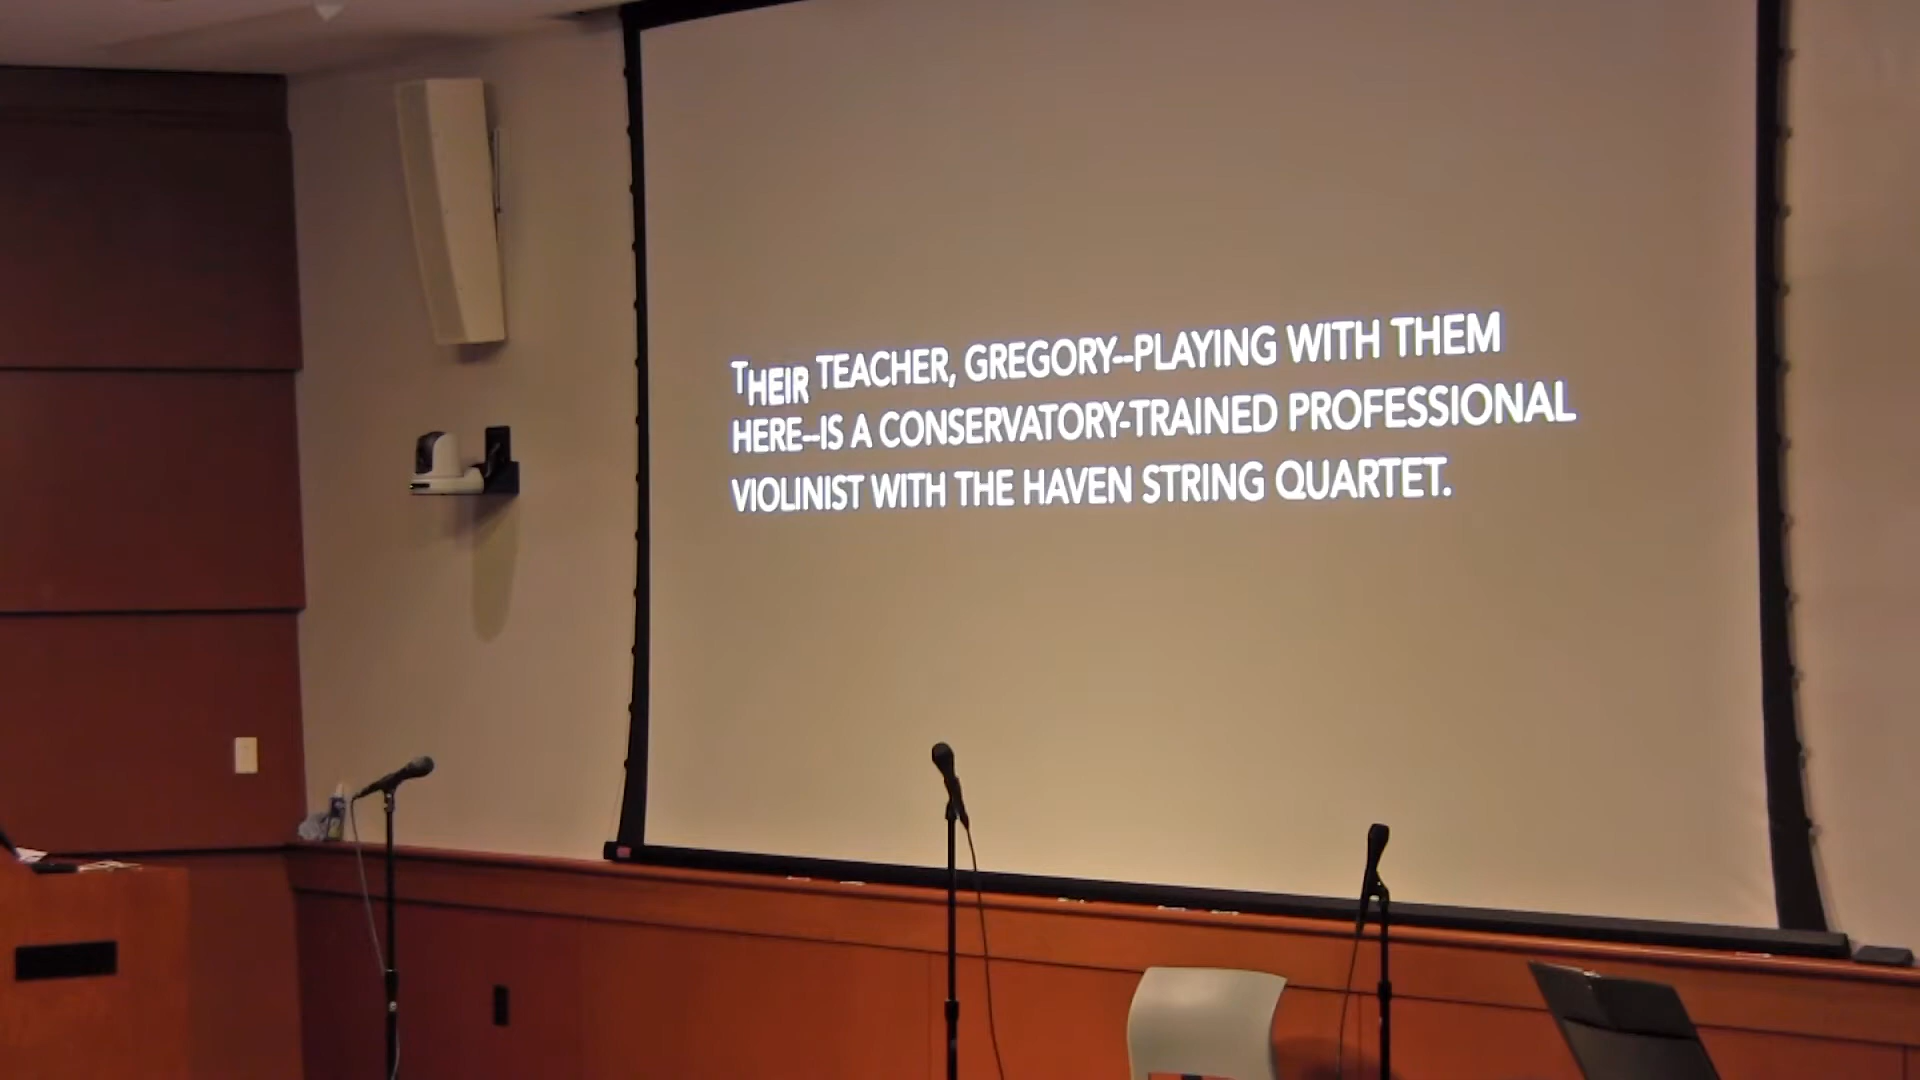 THEIR TEACHER, GREGORY–PLAYING WITH THEM
HERE–IS A CONSERVATORY-TRAINED PROFESSIONAL
VIOLINIST WITH THE HAVEN STRING QUARTET.